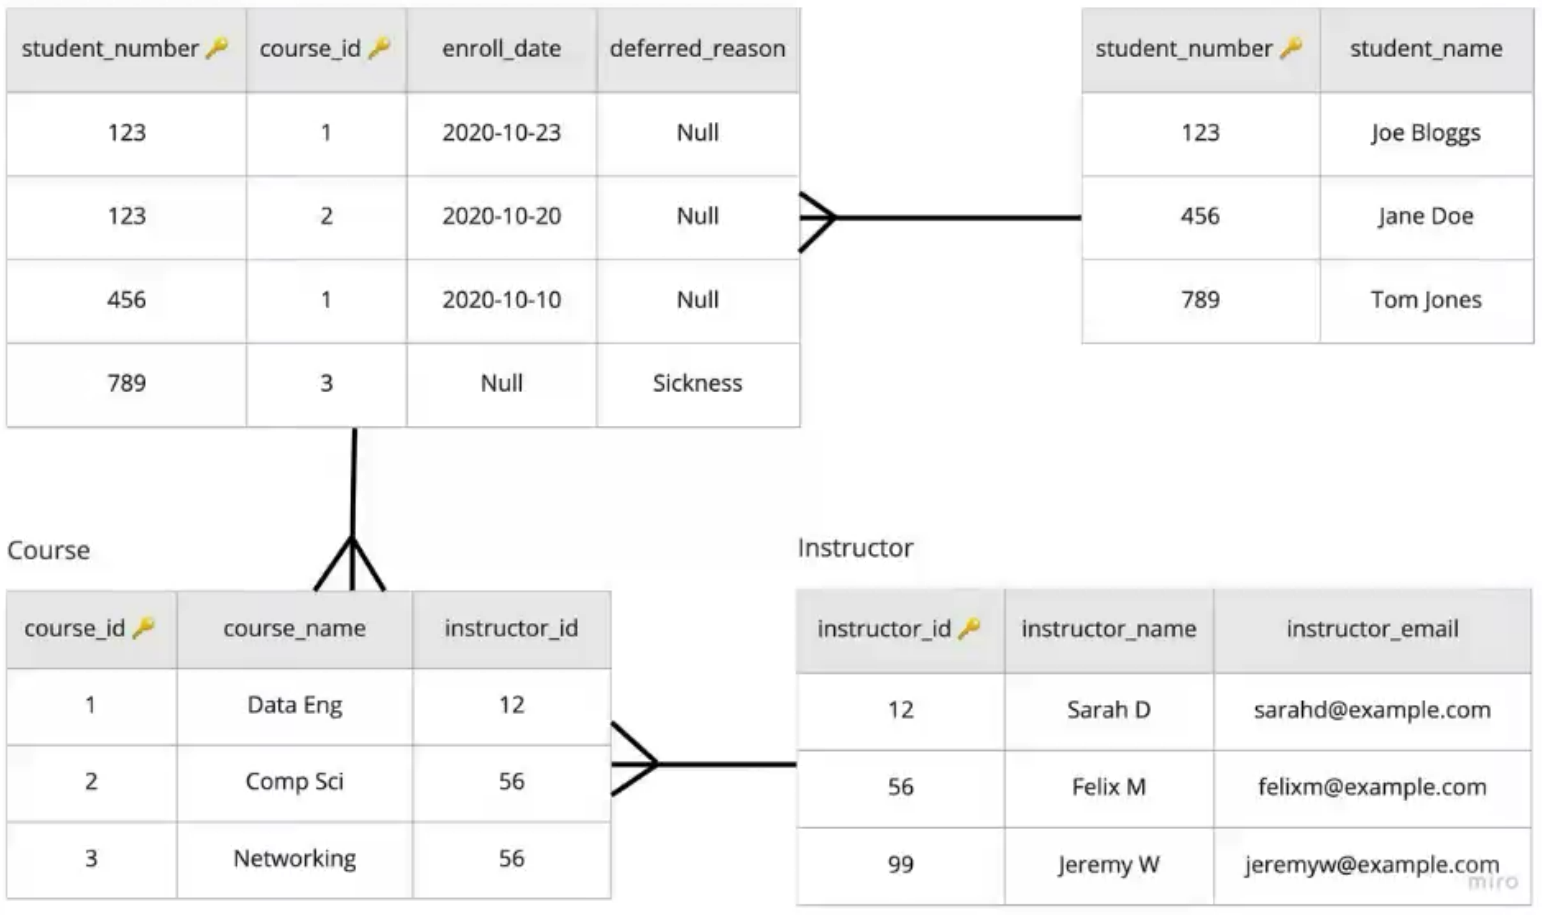 student_number course_id enroll_date deferred_reason
123 1 2020-10-23 Null
123 2 2020-10-20 Null
456 1 2020-10-10 Null
789 3 Null Sickness
student_number student_name
123 Joe Bloggs
456 Jane Doe
789 Tom Jones
Course
course_id course_name instructor_id
1 Data Eng 12
2 Comp Sci 56
3 Networking 56
Instructor
instructor_id instructor_name instructor_email
12 Sarah D sarahd@example.com
56 Felix M felixm@example.com
99 Jeremy W jeremyw@example.com
miro